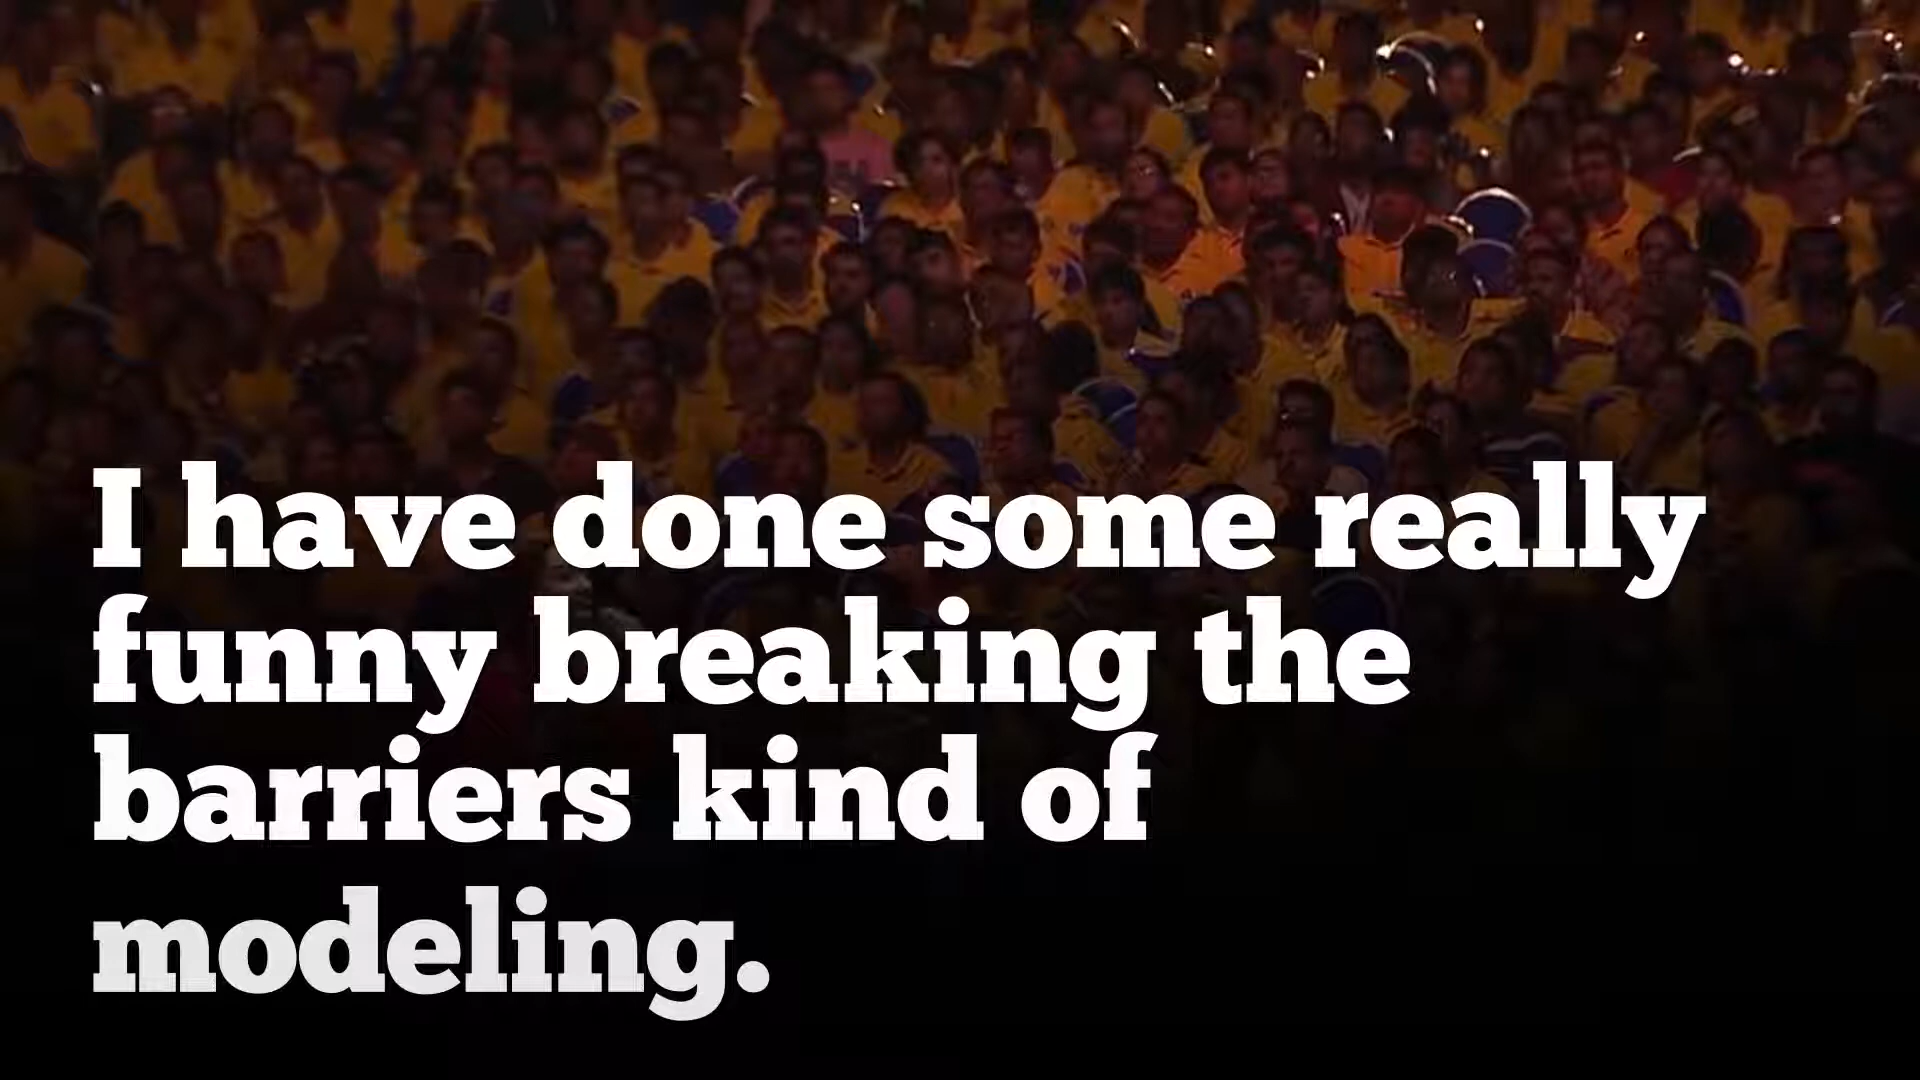 I have done some really
funny breaking the
barriers kind of
modeling.